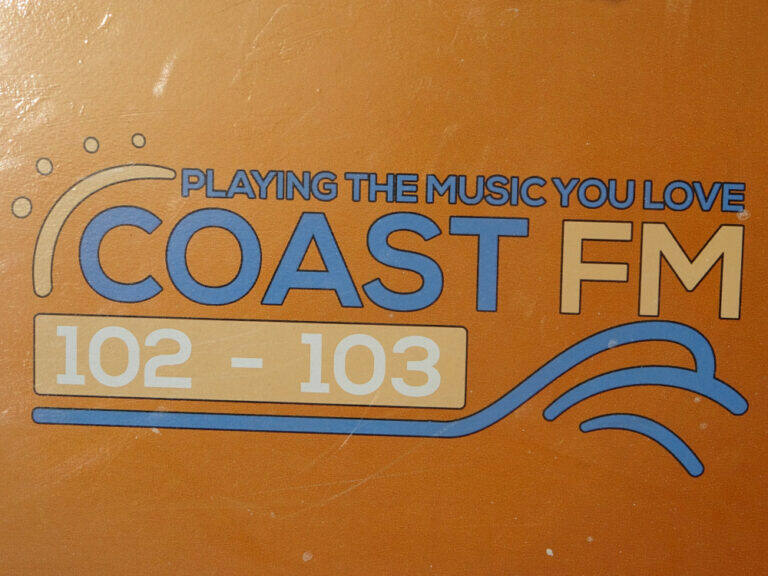 PLAYING THE MUSIC YOU LOVE
COAST FM
102 - 103